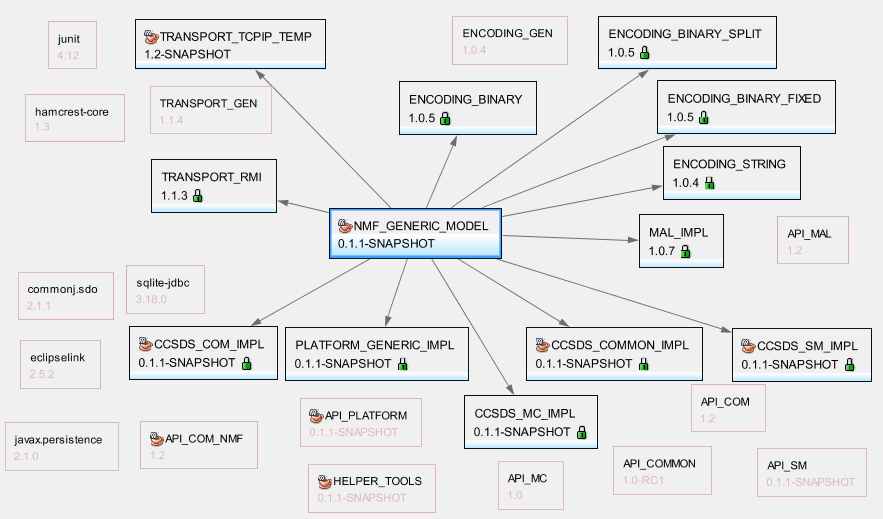 junit
4.12
TRANSPORT_TCPIP_TEMP
1.2-SNAPSHOT
ENCODING_GEN
1.0.4
ENCODING_BINARY_SPLIT
1.0.5
hamcrest-core
1.3
TRANSPORT_GEN
1.1.4
ENCODING_BINARY
1.0.5
ENCODING_BINARY_FIXED
1.0.5
TRANSPORT_RMI
1.1.3
ENCODING_STRING
1.0.4
NMF_GENERIC_MODEL
0.1.1-SNAPSHOT
MAL_IMPL
1.0.7
API_MAL
1.2
commonj.sdo
2.1.1
sqlite-jdbc
3.18.0
eclipselink
2.5.2
CCSDS_COM_IMPL
0.1.1-SNAPSHOT
PLATFORM_GENERIC_IMPL
0.1.1-SNAPSHOT
CCSDS_COMMON_IMPL
0.1.1-SNAPSHOT
CCSDS_SM_IMPL
0.1.1-SNAPSHOT
API_PLATFORM
0.1.1-SNAPSHOT
CCSDS_MC_IMPL
0.1.1-SNAPSHOT
API_COM
1.2
javax.persistence
2.1.0
API_COM_NMF
1.2
HELPER_TOOLS
0.1.1-SNAPSHOT
API_MC
1.0
API_COMMON
1.0-RC1
API_SM
0.1.1-SNAPSHOT